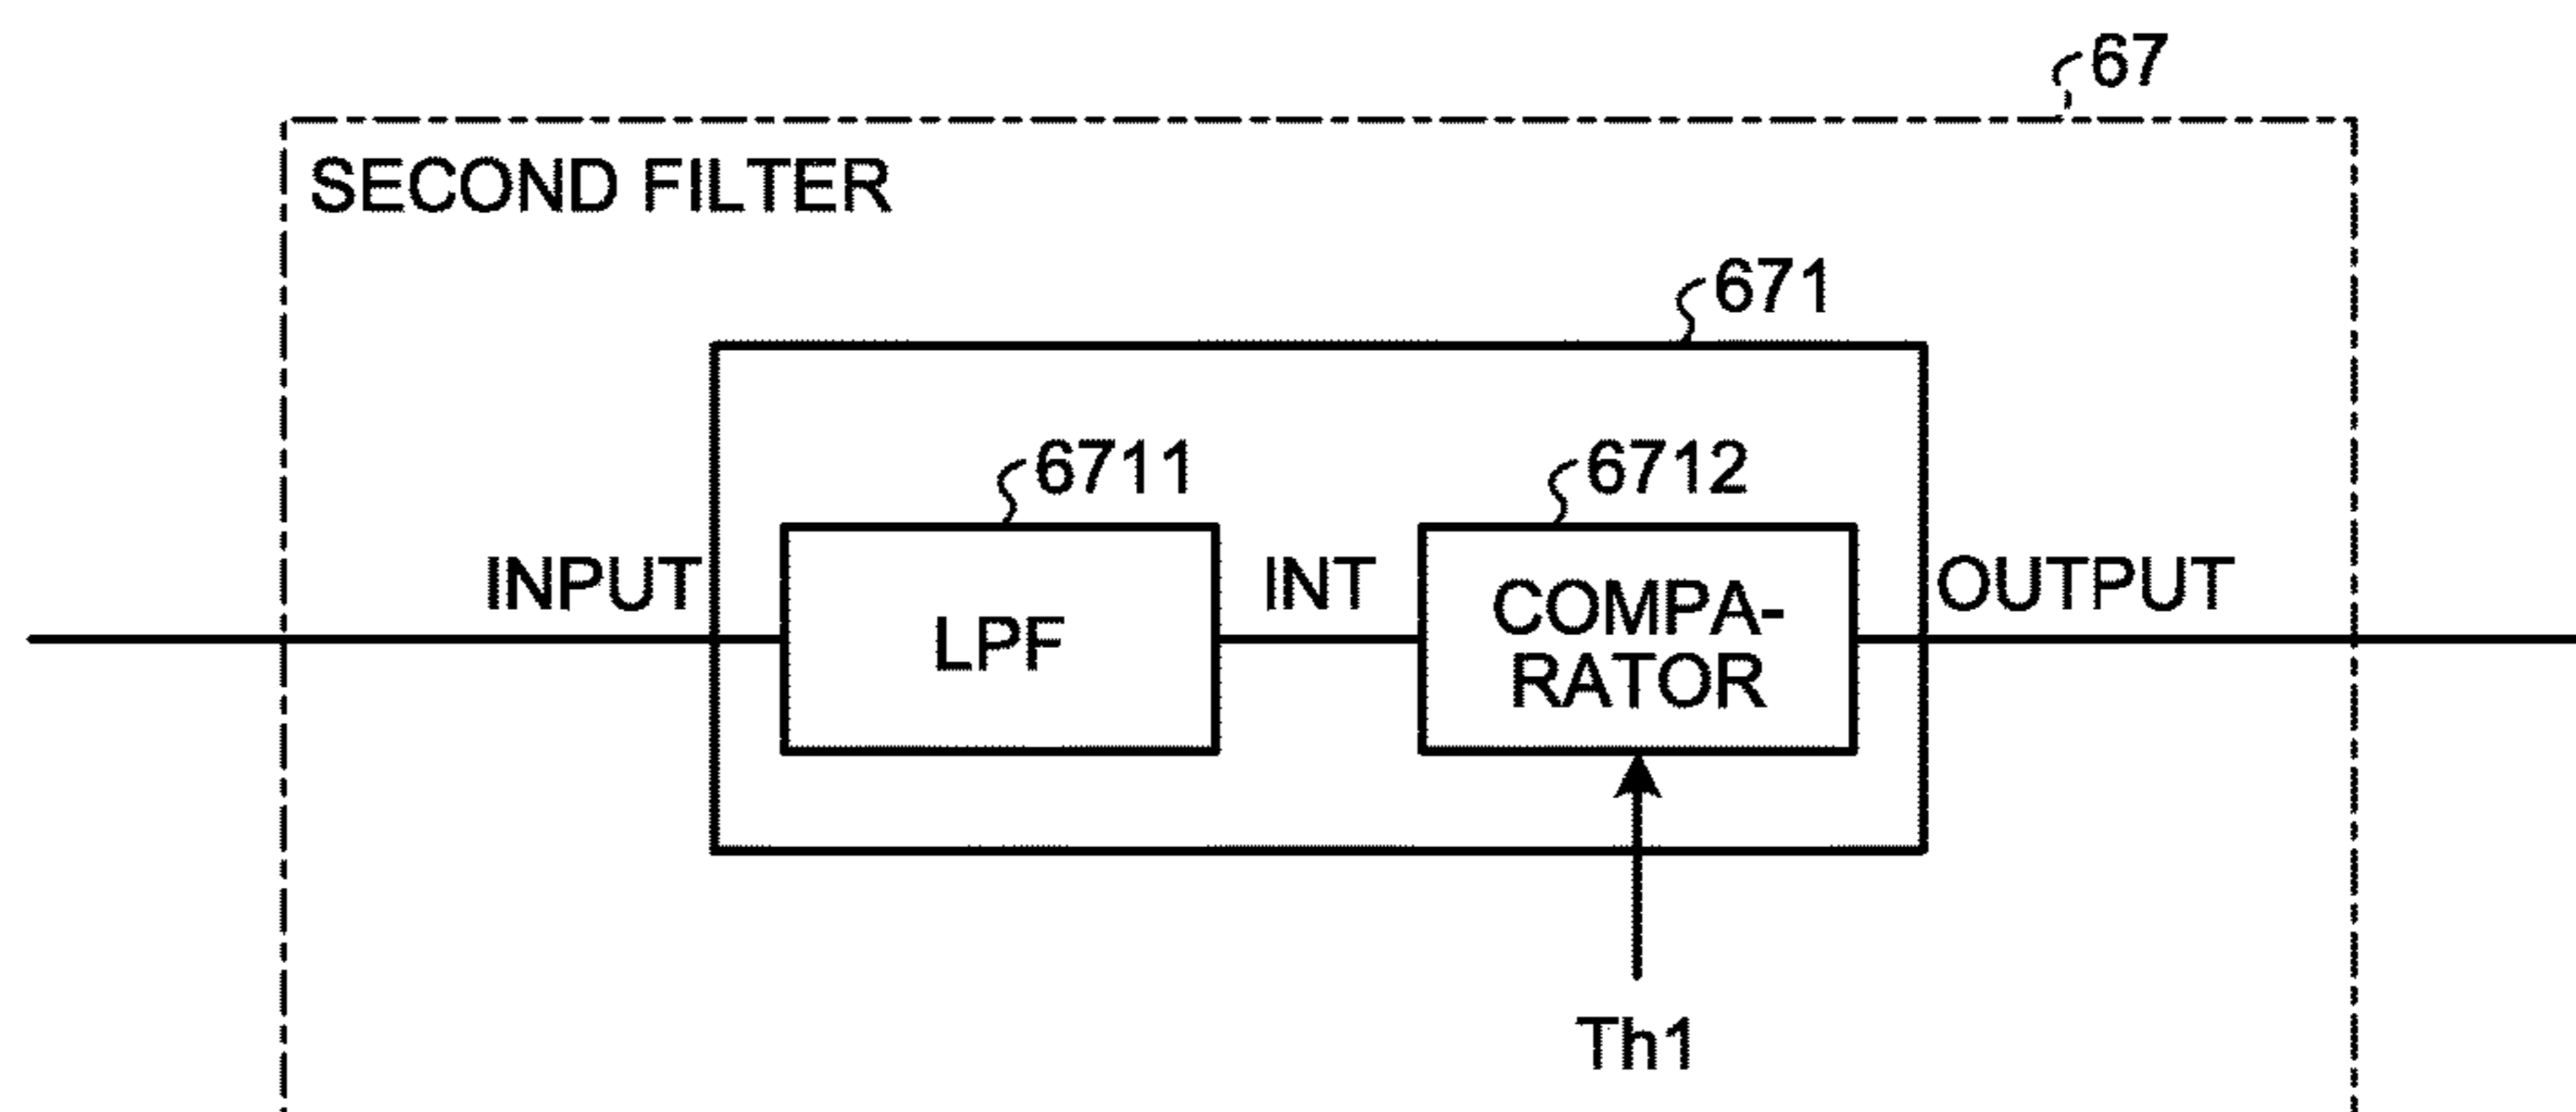 67
SECOND FILTER
671
6711
6712
INPUT
INT
OUTPUT
LPF
COMPA-
RATOR
Th1